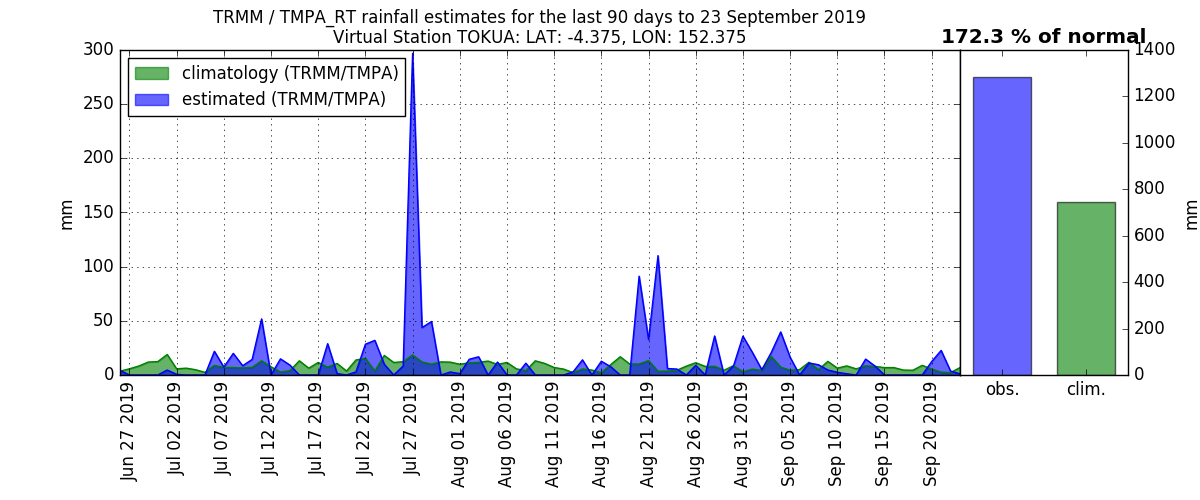 TRMM / TMPA_RT rainfall estimates for the last 90 days to 23 September 2019
Virtual Station TOKUA: LAT: -4.375, LON: 152.375
172.3 % of normal
climatology (TRMM/TMPA)
estimated (TRMM/TMPA)
300
250
200
150
100
50
0
mm
Jun 27 2019
Jul 02 2019
Jul 07 2019
Jul 12 2019
Jul 17 2019
Jul 22 2019
Jul 27 2019
Aug 01 2019
Aug 06 2019
Aug 11 2019
Aug 16 2019
Aug 21 2019
Aug 26 2019
Aug 31 2019
Sep 05 2019
Sep 10 2019
Sep 15 2019
Sep 20 2019
1400
1200
1000
800
600
400
200
0
mm
obs.
clim.